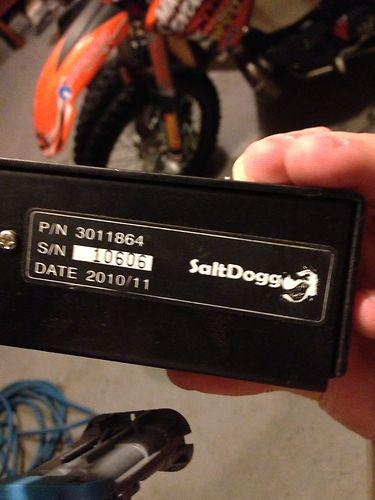 P/N 3011864
S/N 10606
DATE 2010/11
SaltDogg